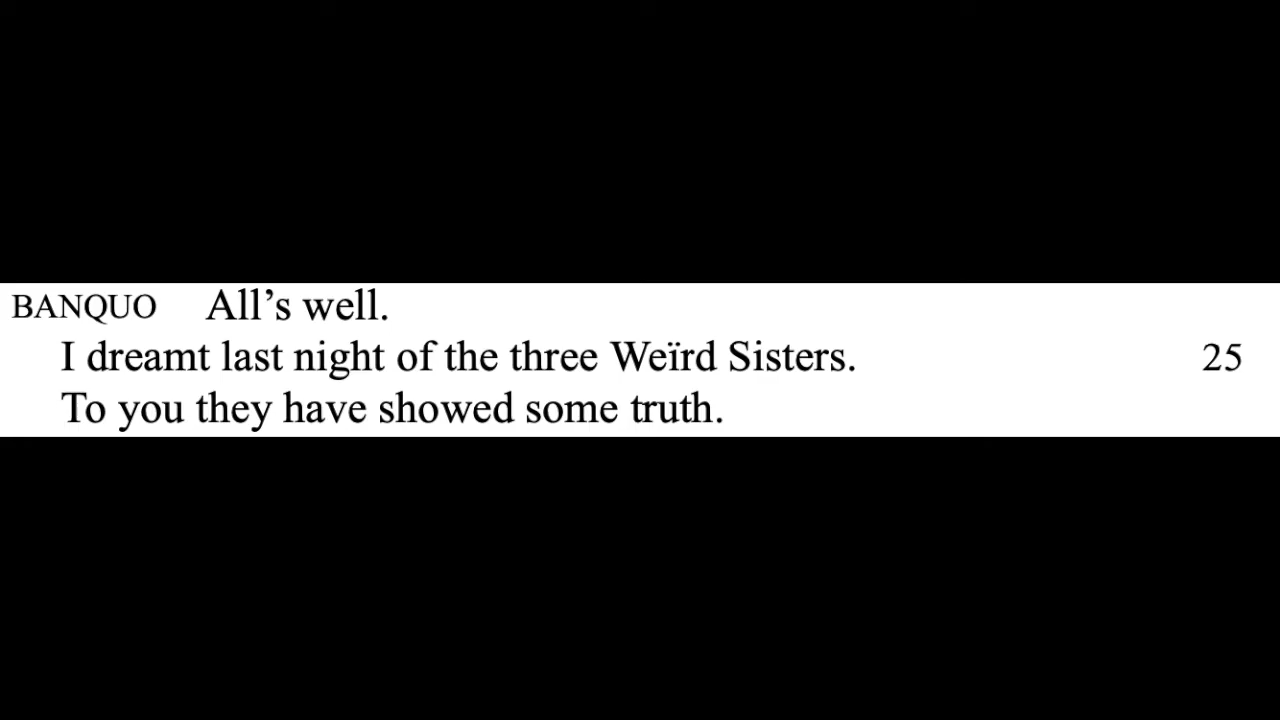 BANQUO All’s well.
I dreamt last night of the three Weïrd Sisters. 25
To you they have showed some truth.